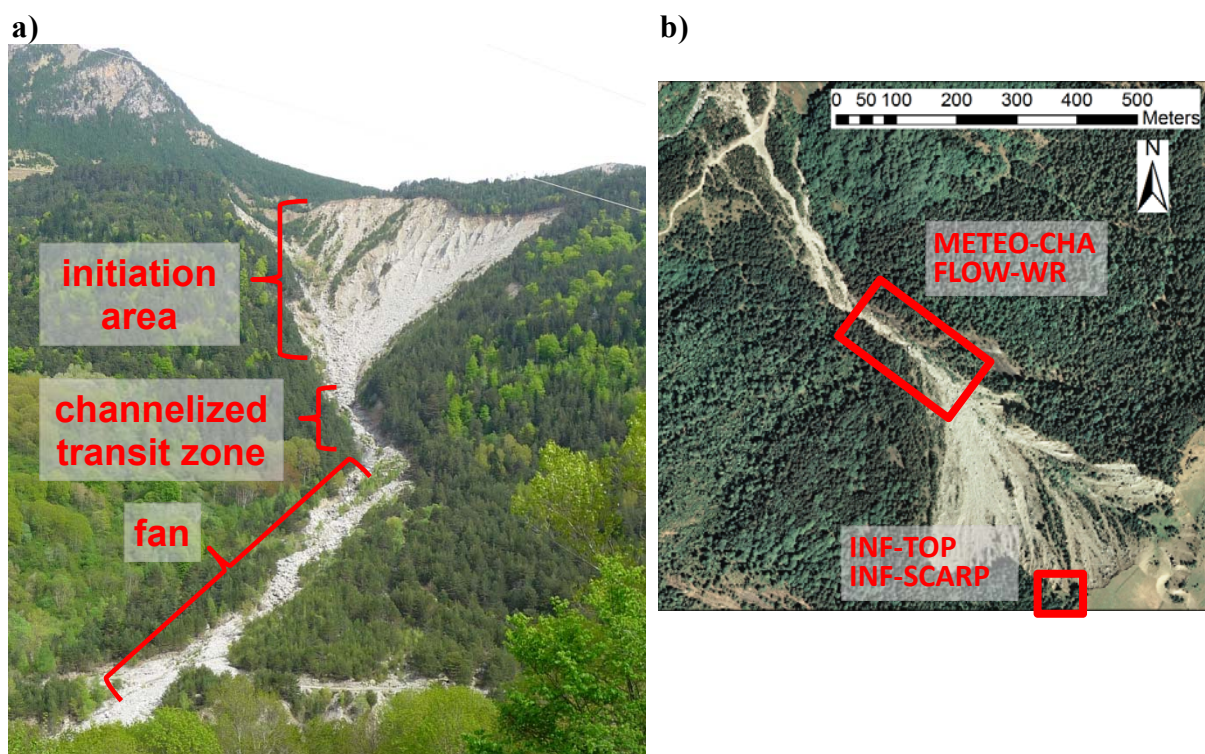 a)
initiation
area
channelized
transit zone
fan
b)
0 50 100 200 300 400 500
Meters
N
METEO-CHA
FLOW-WR
INF-TOP
INF-SCARP